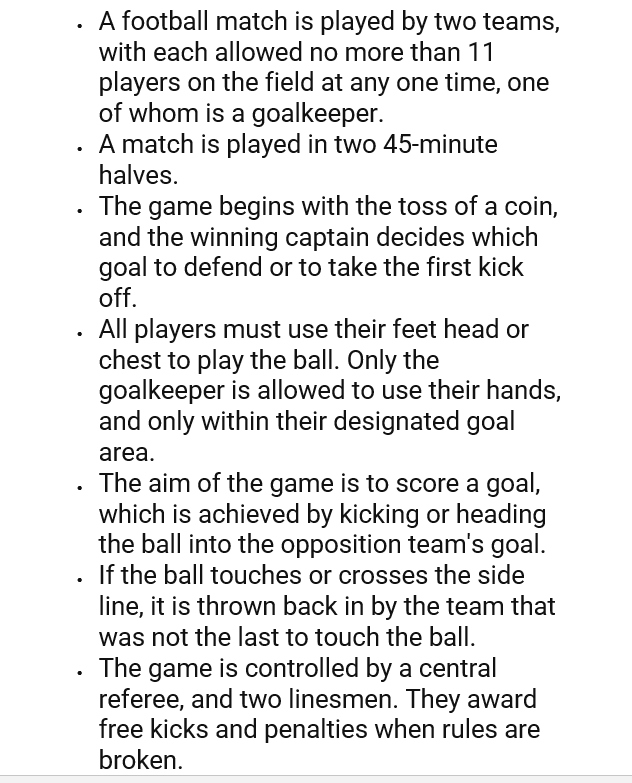 • A football match is played by two teams,
with each allowed no more than 11
players on the field at any one time, one
of whom is a goalkeeper.
• A match is played in two 45-minute
halves.
• The game begins with the toss of a coin,
and the winning captain decides which
goal to defend or to take the first kick
off.
• All players must use their feet head or
chest to play the ball. Only the
goalkeeper is allowed to use their hands,
and only within their designated goal
area.
• The aim of the game is to score a goal,
which is achieved by kicking or heading
the ball into the opposition team's goal.
• If the ball touches or crosses the side
line, it is thrown back in by the team that
was not the last to touch the ball.
• The game is controlled by a central
referee, and two linesmen. They award
free kicks and penalties when rules are
broken.